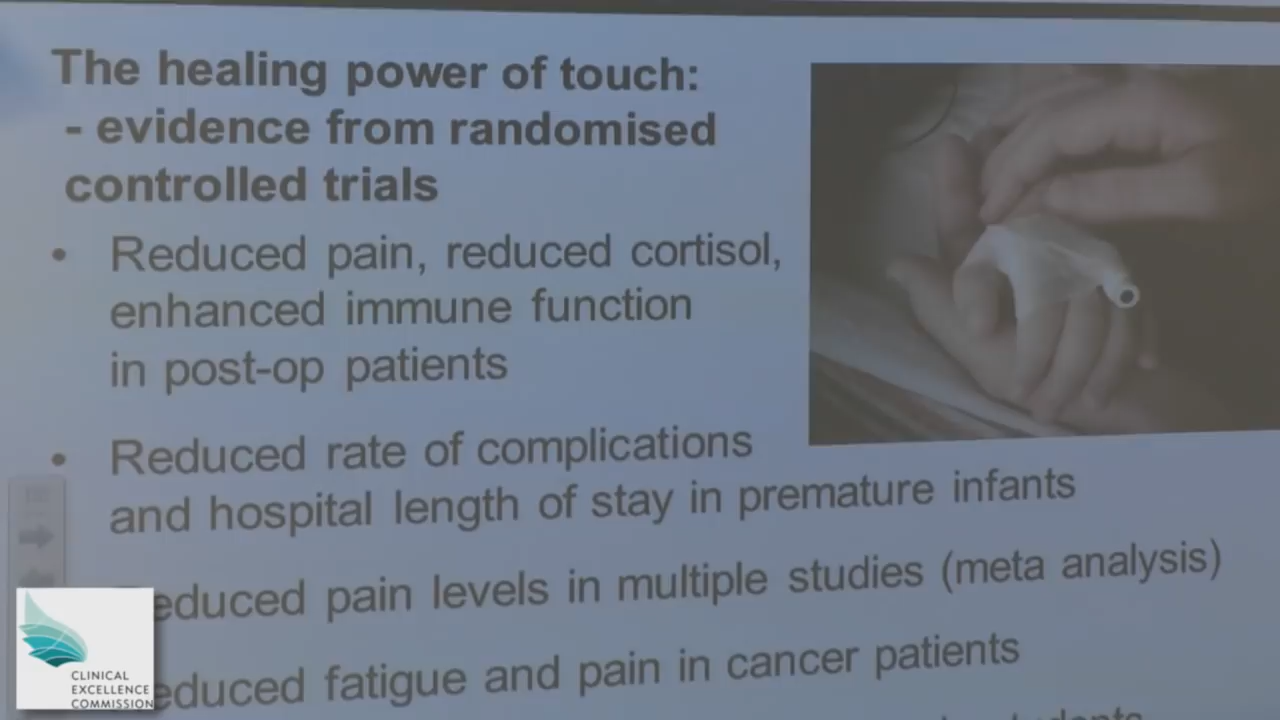 The healing power of touch:
- evidence from randomised
controlled trials
• Reduced pain, reduced cortisol,
enhanced immune function
in post-op patients
• Reduced rate of complications
and hospital length of stay in premature infants
educed pain levels in multiple studies (meta analysis)
educed fatigue and pain in cancer patients
CLINICAL
EXCELLENCE
COMMISSION